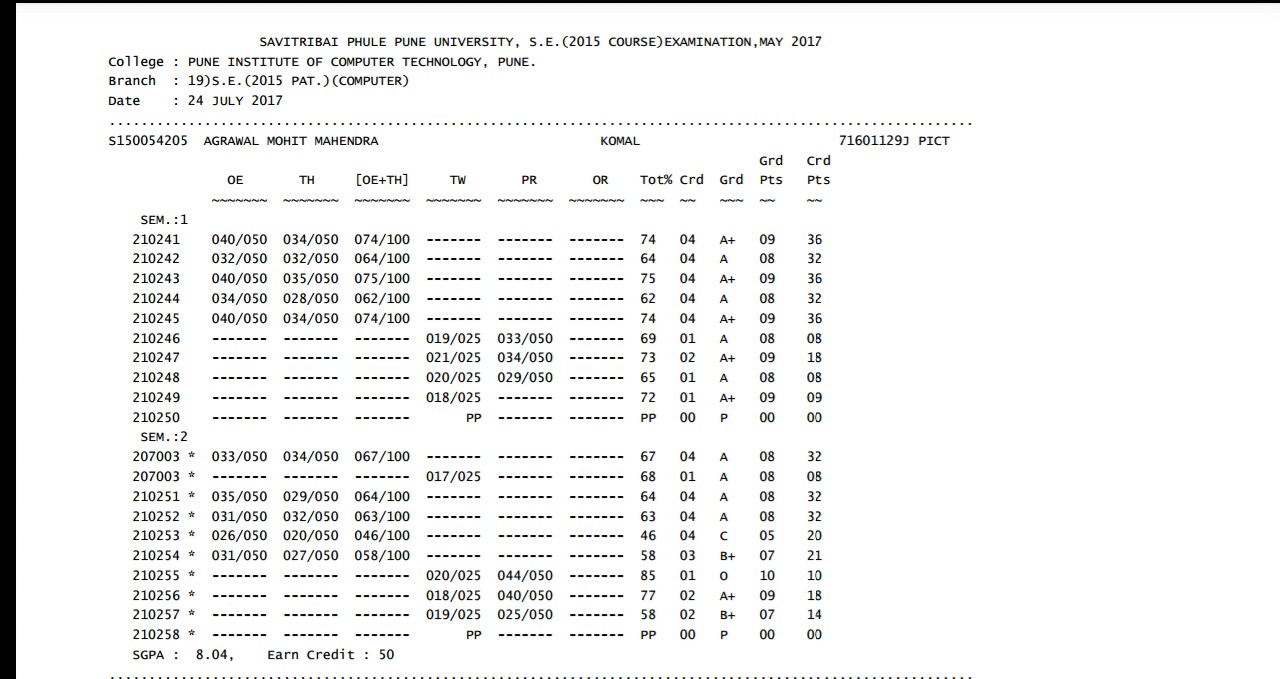 SAVITRIBAI PHULE PUNE UNIVERSITY, S.E.(2015 COURSE)EXAMINATION,MAY 2017
College : PUNE INSTITUTE OF COMPUTER TECHNOLOGY, PUNE.
Branch : 19)S.E.(2015 PAT.)(COMPUTER)
Date : 24 JULY 2017
............................................................................................................
S150054205 AGRAWAL MOHIT MAHENDRA KOMAL 71601129J PICT
Grd Crd
OE TH [OE+TH] TW PR OR Tot% Crd Grd Pts Pts
~~~~~~~ ~~~~~~~ ~~~~~~~ ~~~~~~~ ~~~~~~~ ~~~~~~~ ~~~ ~~ ~~~ ~~ ~~
SEM.:1
210241 040/050 034/050 074/100 ------- ------- ------- 74 04 A+ 09 36
210242 032/050 032/050 064/100 ------- ------- ------- 64 04 A 08 32
210243 040/050 035/050 075/100 ------- ------- ------- 75 04 A+ 09 36
210244 034/050 028/050 062/100 ------- ------- ------- 62 04 A 08 32
210245 040/050 034/050 074/100 ------- ------- ------- 74 04 A+ 09 36
210246 ------- ------- ------- 019/025 033/050 ------- 69 01 A 08 08
210247 ------- ------- ------- 021/025 034/050 ------- 73 02 A+ 09 18
210248 ------- ------- ------- 020/025 029/050 ------- 65 01 A 08 08
210249 ------- ------- ------- 018/025 ------- ------- 72 01 A+ 09 09
210250 ------- ------- ------- PP ------- ------- PP 00 P 00 00
SEM.:2
207003 * 033/050 034/050 067/100 ------- ------- ------- 67 04 A 08 32
207003 * ------- ------- ------- 017/025 ------- ------- 68 01 A 08 08
210251 * 035/050 029/050 064/100 ------- ------- ------- 64 04 A 08 32
210252 * 031/050 032/050 063/100 ------- ------- ------- 63 04 A 08 32
210253 * 026/050 020/050 046/100 ------- ------- ------- 46 04 C 05 20
210254 * 031/050 027/050 058/100 ------- ------- ------- 58 03 B+ 07 21
210255 * ------- ------- ------- 020/025 044/050 ------- 85 01 O 10 10
210256 * ------- ------- ------- 018/025 040/050 ------- 77 02 A+ 09 18
210257 * ------- ------- ------- 019/025 025/050 ------- 58 02 B+ 07 14
210258 * ------- ------- ------- PP ------- ------- PP 00 P 00 00
SGPA : 8.04, Earn Credit : 50
............................................................................................................